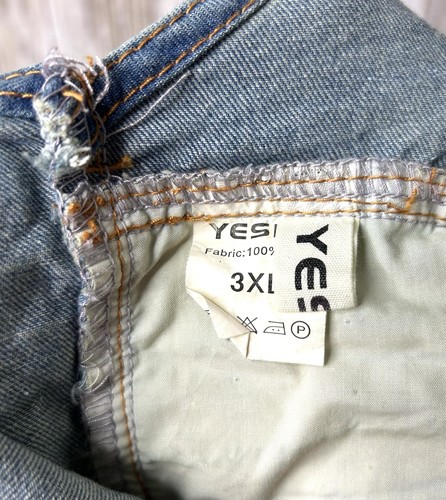 YES
Fabric:100%
3XL
YES
P